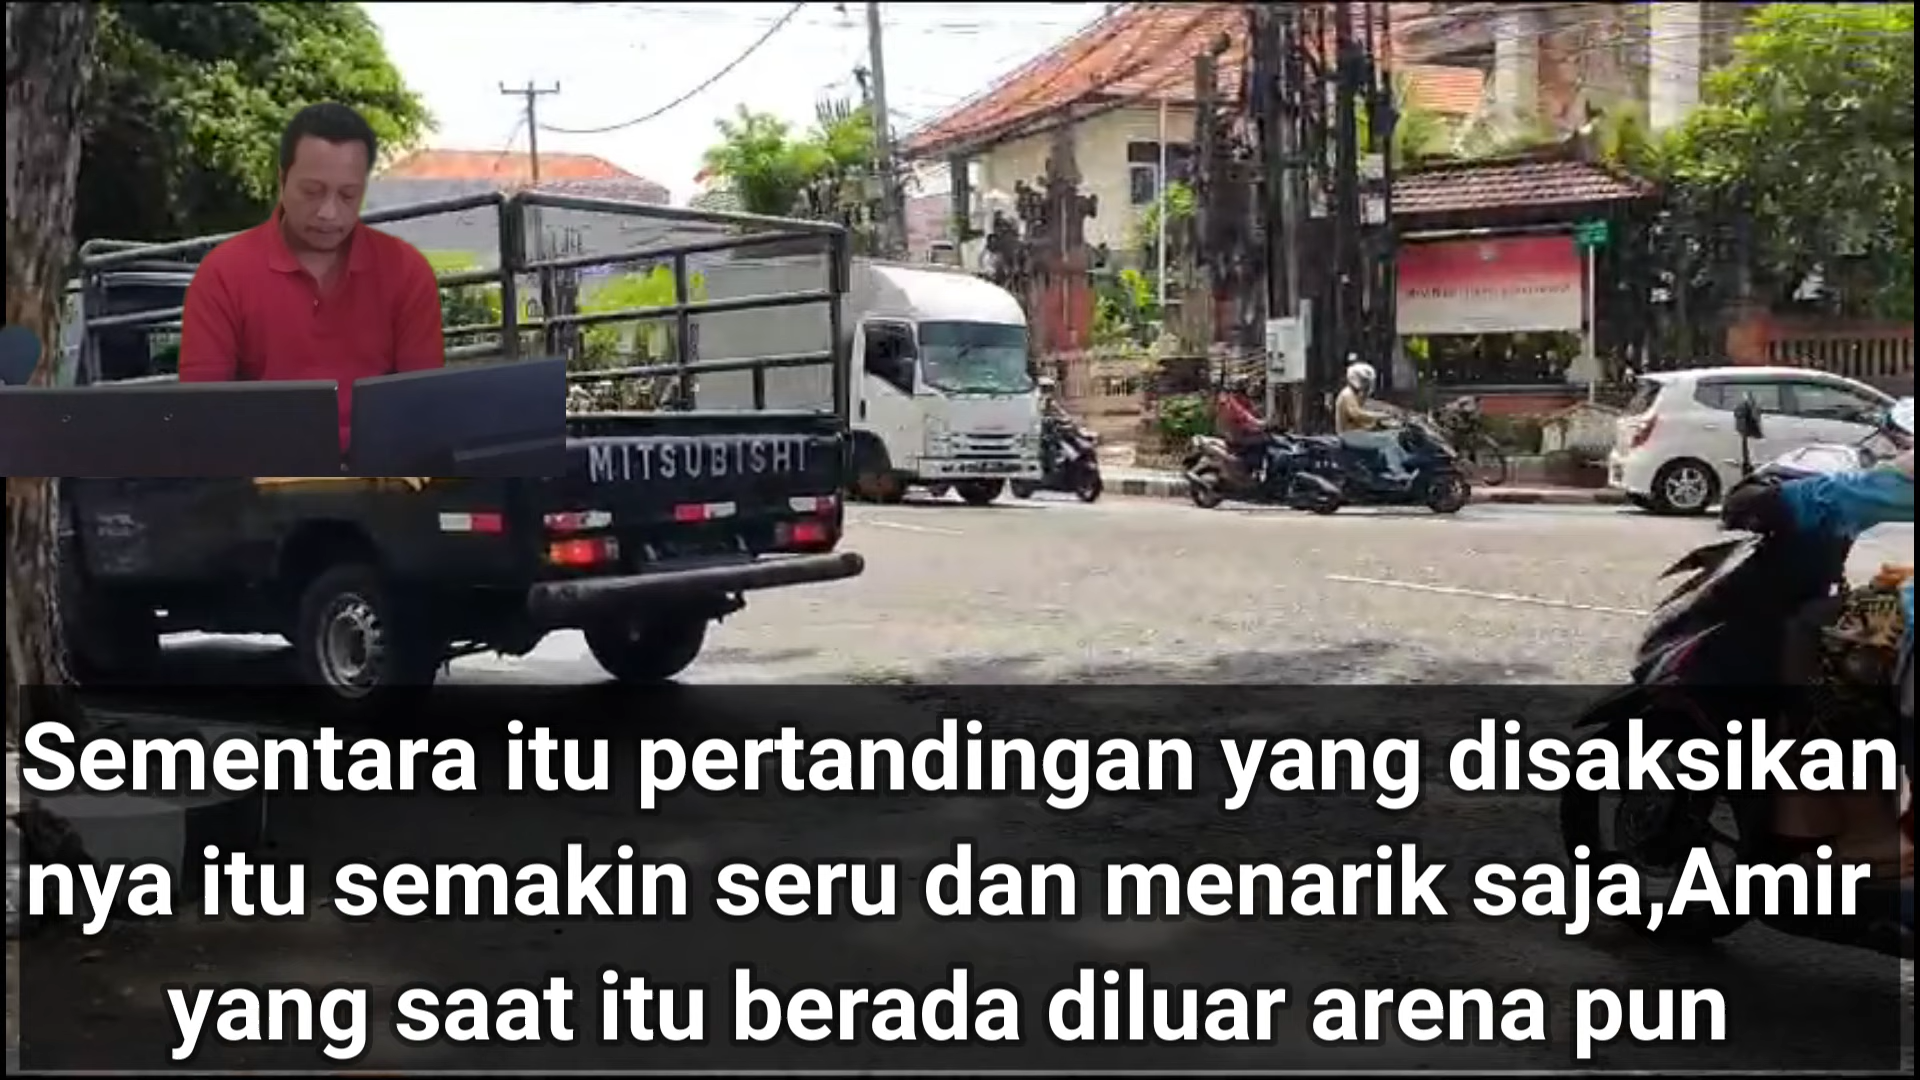 MITSUBISHI
Sementara itu pertandingan yang disaksikan
nya itu semakin seru dan menarik saja,Amir
yang saat itu berada diluar arena pun